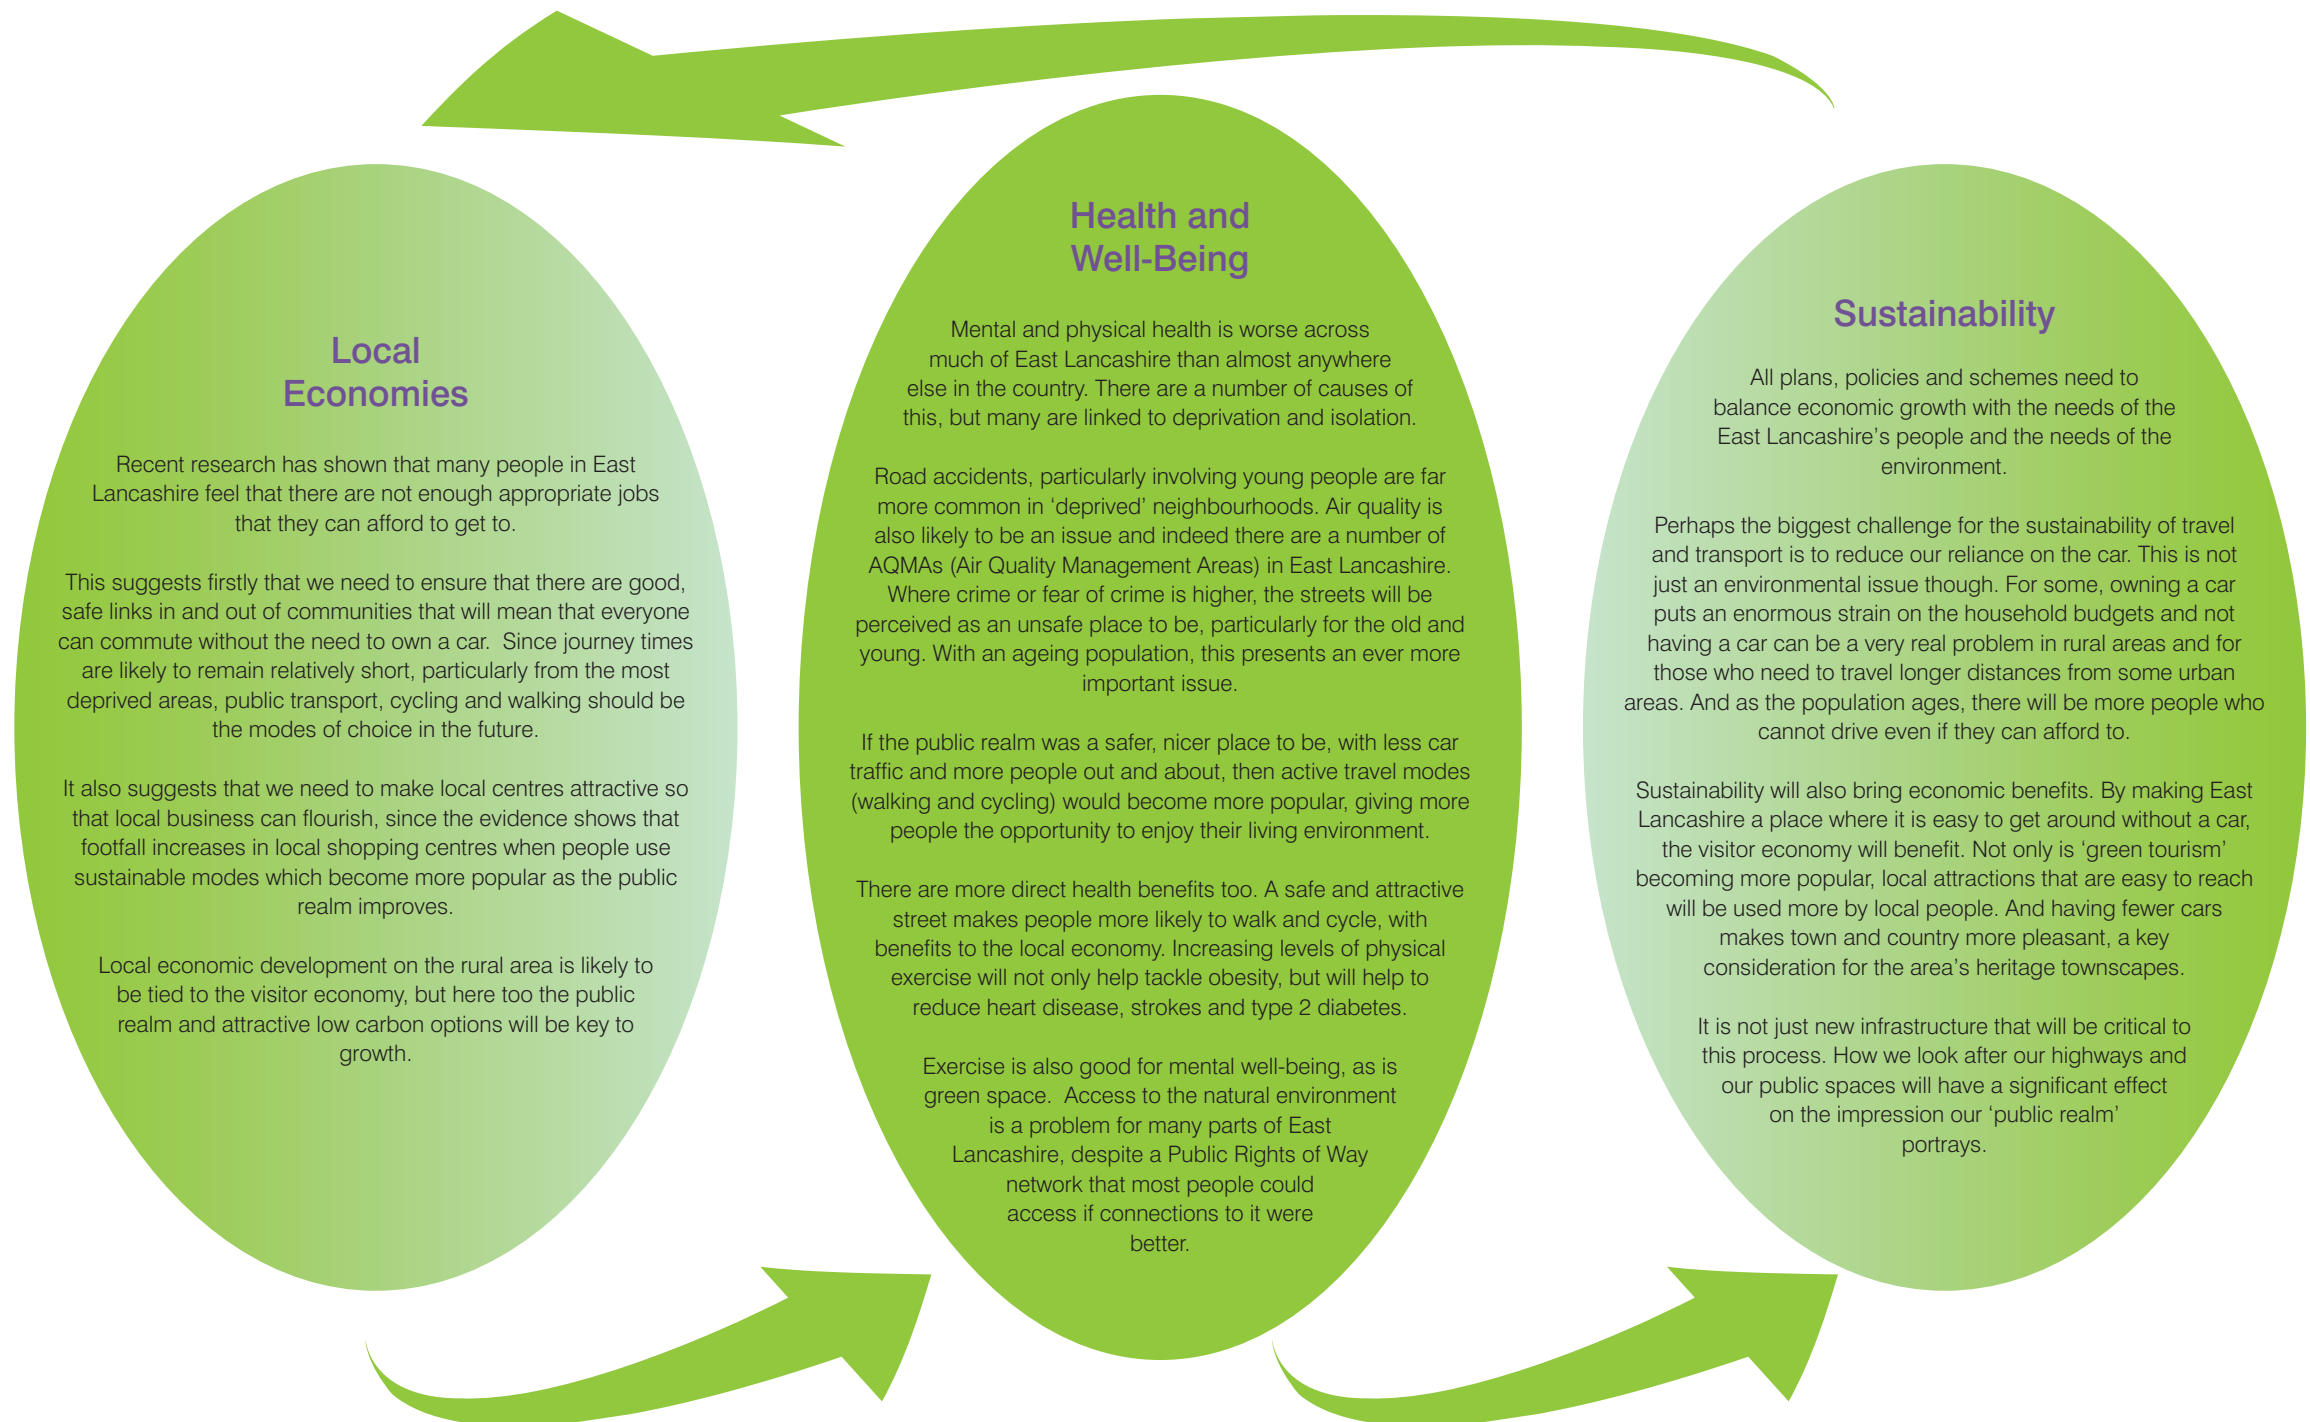 Local
Economies
Recent research has shown that many people in East
Lancashire feel that there are not enough appropriate jobs
that they can afford to get to.
This suggests firstly that we need to ensure that there are good,
safe links in and out of communities that will mean that everyone
can commute without the need to own a car.  Since journey times
are likely to remain relatively short, particularly from the most
deprived areas, public transport, cycling and walking should be
the modes of choice in the future.
It also suggests that we need to make local centres attractive so
that local business can flourish, since the evidence shows that
footfall increases in local shopping centres when people use
sustainable modes which become more popular as the public
realm improves.
Local economic development on the rural area is likely to
be tied to the visitor economy, but here too the public
realm and attractive low carbon options will be key to
growth.
Health and
Well-Being
Mental and physical health is worse across
much of East Lancashire than almost anywhere
else in the country. There are a number of causes of
this, but many are linked to deprivation and isolation.
Road accidents, particularly involving young people are far
more common in ‘deprived’ neighbourhoods. Air quality is
also likely to be an issue and indeed there are a number of
AQMAs (Air Quality Management Areas) in East Lancashire.
Where crime or fear of crime is higher, the streets will be
perceived as an unsafe place to be, particularly for the old and
young. With an ageing population, this presents an ever more
important issue.
If the public realm was a safer, nicer place to be, with less car
traffic and more people out and about, then active travel modes
(walking and cycling) would become more popular, giving more
people the opportunity to enjoy their living environment.
There are more direct health benefits too. A safe and attractive
street makes people more likely to walk and cycle, with
benefits to the local economy. Increasing levels of physical
exercise will not only help tackle obesity, but will help to
reduce heart disease, strokes and type 2 diabetes.
Exercise is also good for mental well-being, as is
green space.  Access to the natural environment
is a problem for many parts of East
Lancashire, despite a Public Rights of Way
network that most people could
access if connections to it were
better.
Sustainability
All plans, policies and schemes need to
balance economic growth with the needs of the
East Lancashire’s people and the needs of the
environment.
Perhaps the biggest challenge for the sustainability of travel
and transport is to reduce our reliance on the car. This is not
just an environmental issue though. For some, owning a car
puts an enormous strain on the household budgets and not
having a car can be a very real problem in rural areas and for
those who need to travel longer distances from some urban
areas. And as the population ages, there will be more people who
cannot drive even if they can afford to.
Sustainability will also bring economic benefits. By making East
Lancashire a place where it is easy to get around without a car,
the visitor economy will benefit. Not only is ‘green tourism’
becoming more popular, local attractions that are easy to reach
will be used more by local people. And having fewer cars
makes town and country more pleasant, a key
consideration for the area’s heritage townscapes.
It is not just new infrastructure that will be critical to
this process. How we look after our highways and
our public spaces will have a significant effect
on the impression our ‘public realm’
portrays.